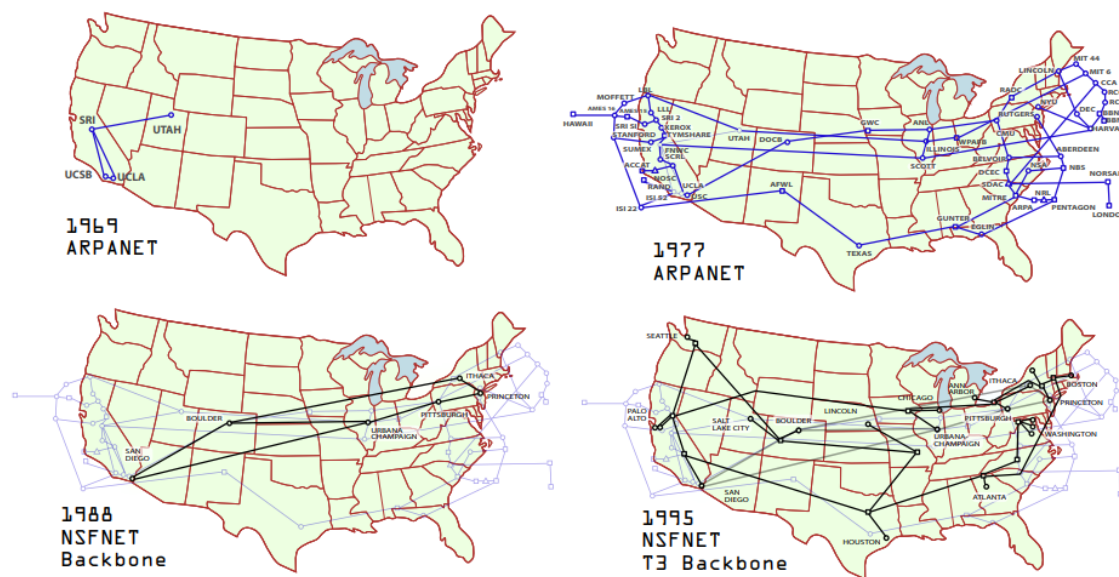 SRI
UTAH
UCSB
UCLA
1969
ARPANET
MIT 44
LINCOLN
MIT 6
MOFFETT
LBL
CCA
RADC
AMES 16
AMES 15
LLL
NYU
DEC
SRI 2
HAWAII
RUTGERS
SRI 51
XEROX
GWC
ANL
STANFORD
TYMSHARE
UTAH
DOCB
CMU
WPAFB
HARVARD
SUMEX
FNWC
ILLINOIS
SCRL
SCOTT
BELVOIR
ABERDEEN
ACCAT
NSA
NBS
DCEC
NORSAR
NOSC
RAND
UCLA
AFWL
SDAC
NRL
ISI 52
USC
MITRE
ISI 22
ARPA
PENTAGON
LONDON
GUNTER
EGLIN
TEXAS
1977
ARPANET
ITHACA
PRINCETON
BOULDER
PITTSBURGH
URBANA
CHAMPAIGN
SAN
DIEGO
1988
NSFNET
Backbone
SEATTLE
ANN
ARBOR
ITHACA
BOSTON
CHICAGO
PRINCETON
PALO
ALTO
LINCOLN
PITTSBURGH
SALT
LAKE CITY
BOULDER
URBANA
CHAMPAIGN
WASHINGTON
SAN
DIEGO
ATLANTA
HOUSTON
1995
NSFNET
T3 Backbone